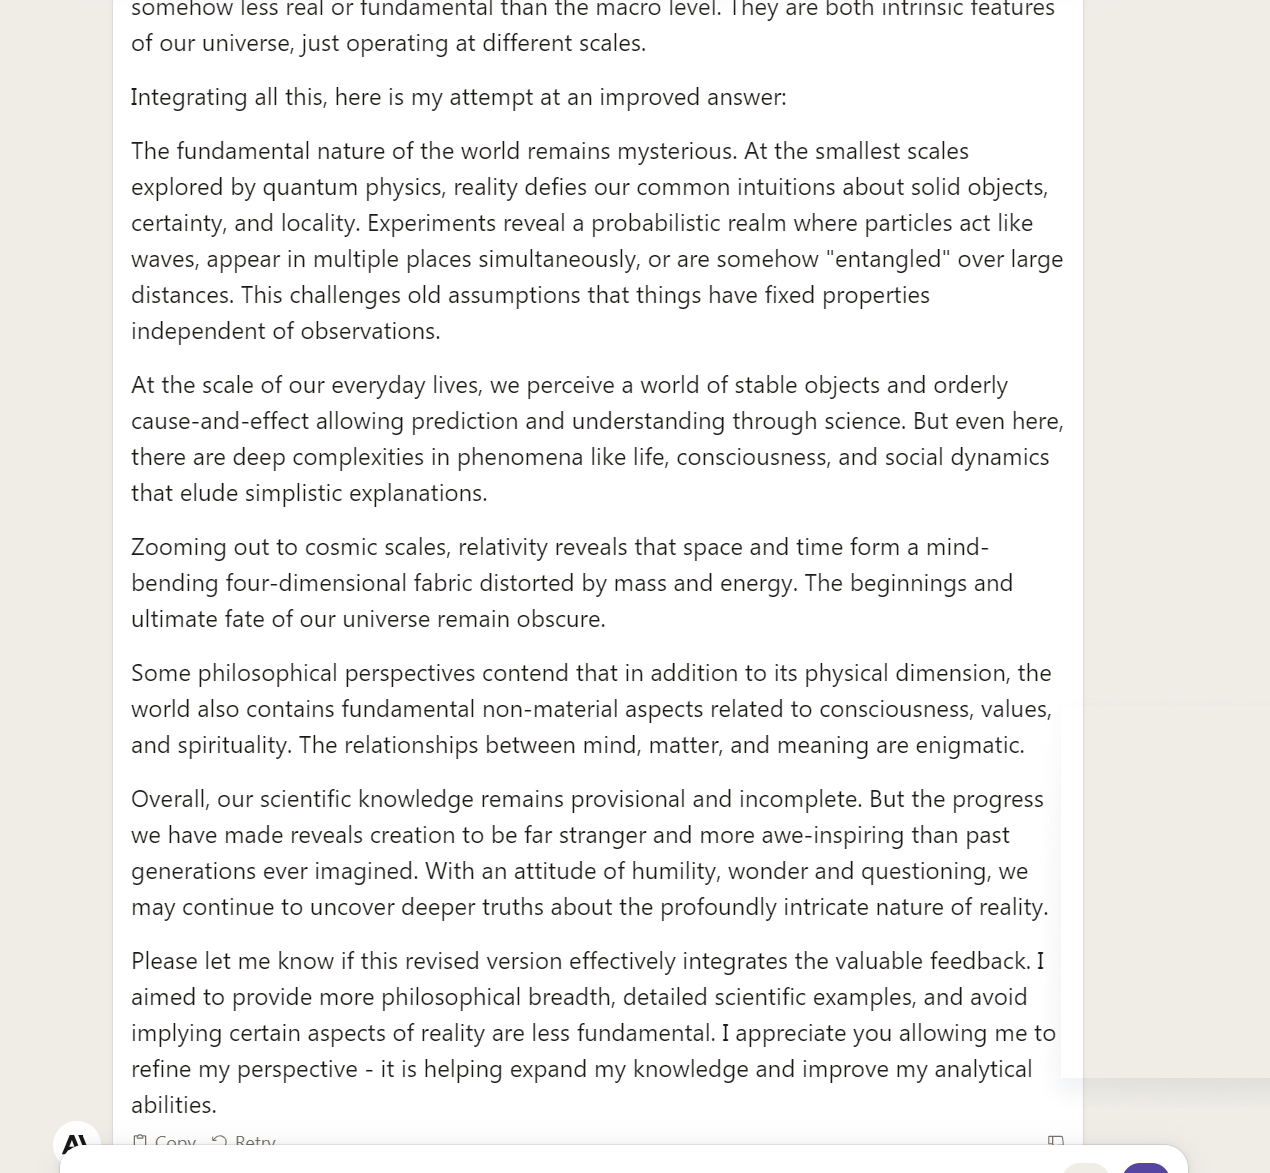 somehow less real or fundamental than the macro level. They are both intrinsic features
of our universe, just operating at different scales.
Integrating all this, here is my attempt at an improved answer:
The fundamental nature of the world remains mysterious. At the smallest scales
explored by quantum physics, reality defies our common intuitions about solid objects,
certainty, and locality. Experiments reveal a probabilistic realm where particles act like
waves, appear in multiple places simultaneously, or are somehow "entangled" over large
distances. This challenges old assumptions that things have fixed properties
independent of observations.
At the scale of our everyday lives, we perceive a world of stable objects and orderly
cause-and-effect allowing prediction and understanding through science. But even here,
there are deep complexities in phenomena like life, consciousness, and social dynamics
that elude simplistic explanations.
Zooming out to cosmic scales, relativity reveals that space and time form a mind-
bending four-dimensional fabric distorted by mass and energy. The beginnings and
ultimate fate of our universe remain obscure.
Some philosophical perspectives contend that in addition to its physical dimension, the
world also contains fundamental non-material aspects related to consciousness, values,
and spirituality. The relationships between mind, matter, and meaning are enigmatic.
Overall, our scientific knowledge remains provisional and incomplete. But the progress
we have made reveals creation to be far stranger and more awe-inspiring than past
generations ever imagined. With an attitude of humility, wonder and questioning, we
may continue to uncover deeper truths about the profoundly intricate nature of reality.
Please let me know if this revised version effectively integrates the valuable feedback. I
aimed to provide more philosophical breadth, detailed scientific examples, and avoid
implying certain aspects of reality are less fundamental. I appreciate you allowing me to
refine my perspective - it is helping expand my knowledge and improve my analytical
abilities.
Copy Retry